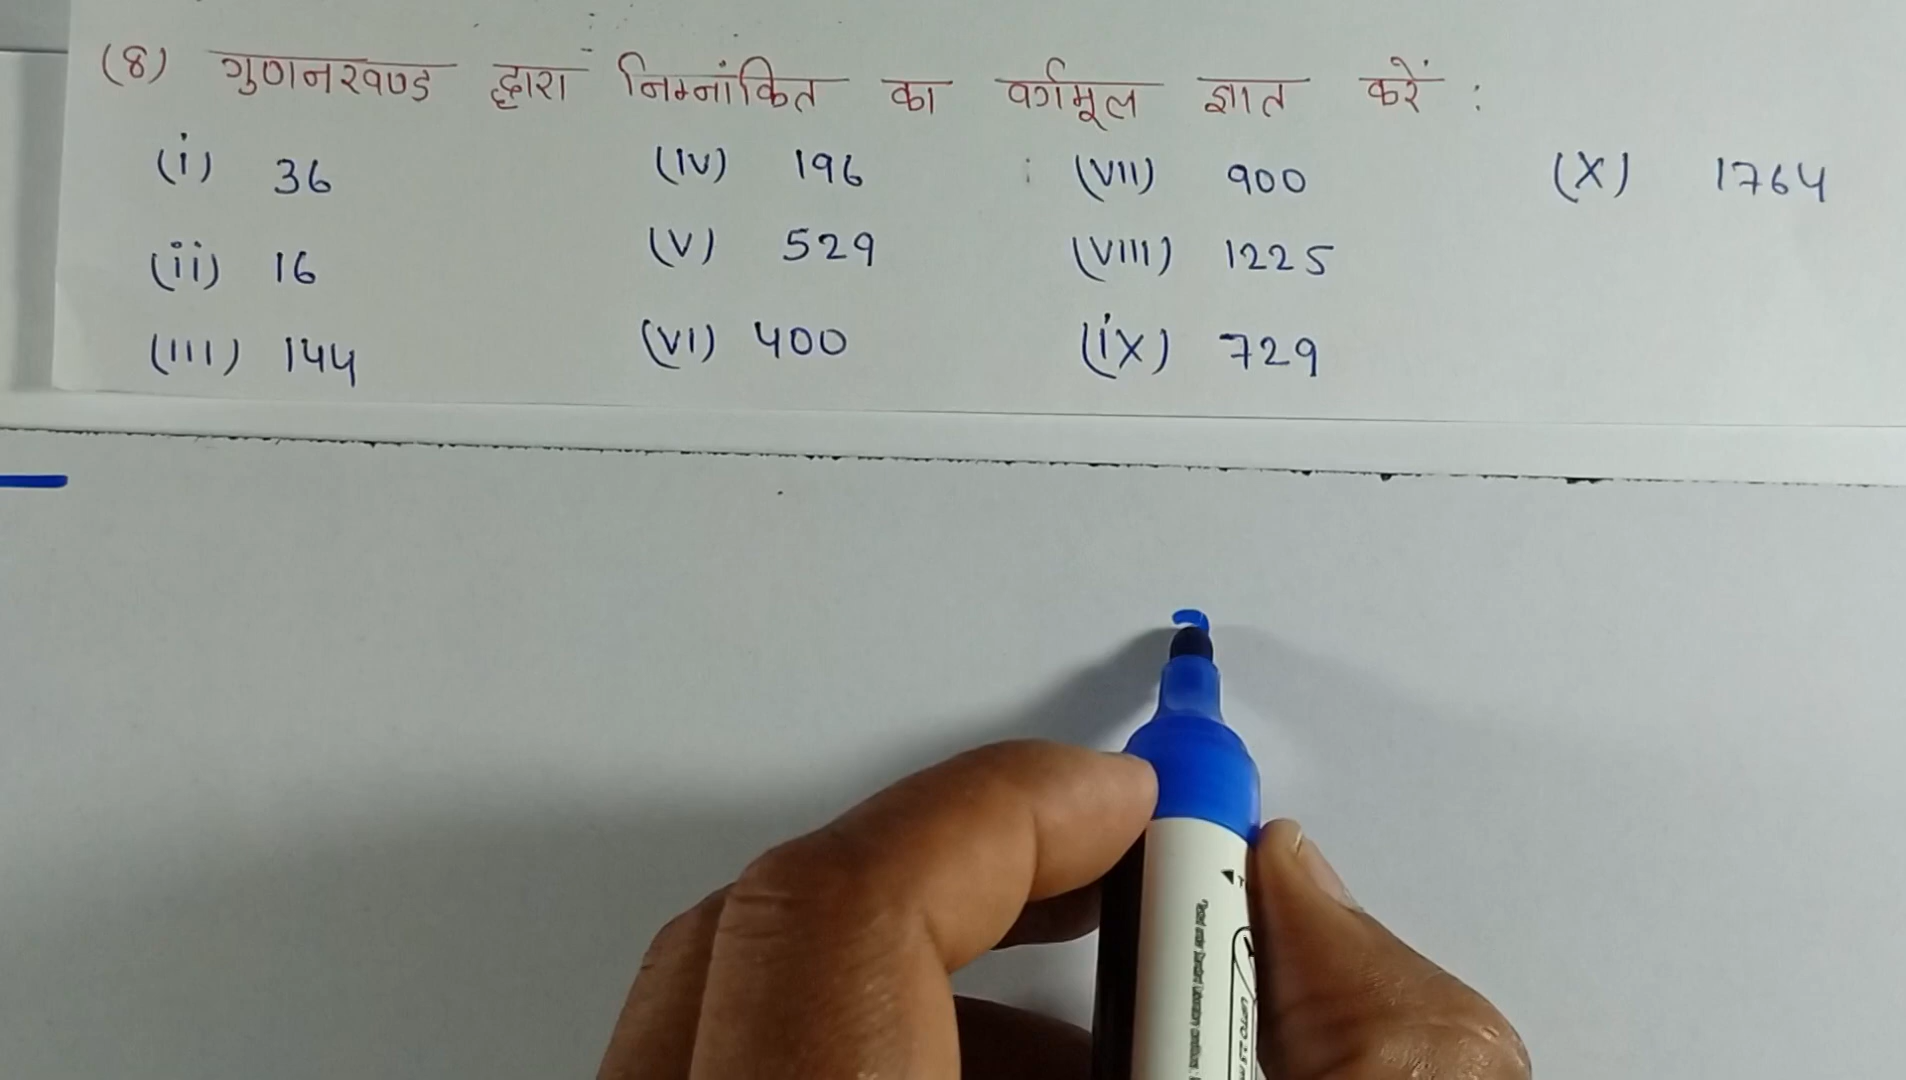 (8) गुणनखण्ड द्वारा निम्नांकित का वर्गमूल ज्ञात करें :
(i) 36 (IV) 196 (VII) 900 (X) 1764
(ii) 16 (V) 529 (VIII) 1225
(III) 144 (VI) 400 (iX) 729